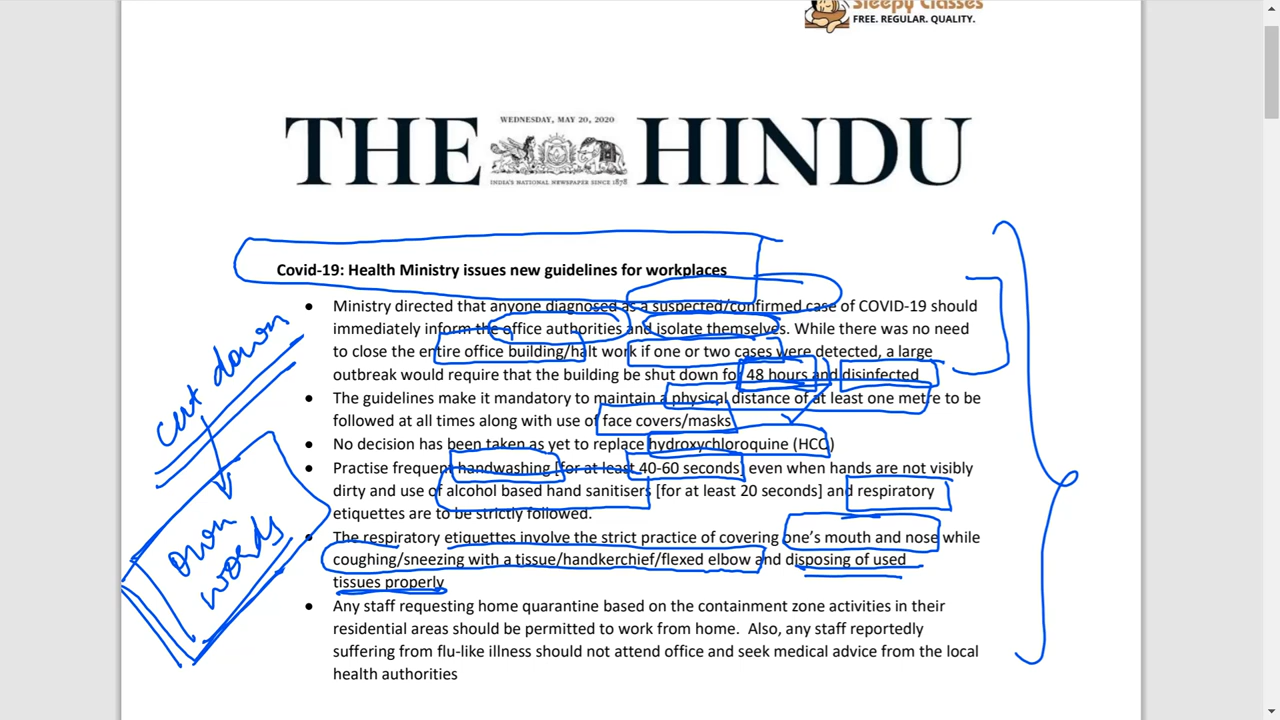 Sleepy Classes
FREE. REGULAR. QUALITY.
WEDNESDAY, MAY 20, 2020
THE HINDU
INDIA'S NATIONAL NEWSPAPER SINCE 1878
Covid-19: Health Ministry issues new guidelines for workplaces
• Ministry directed that anyone diagnosed as a suspected/confirmed case of COVID-19 should
immediately inform the office authorities and isolate themselves. While there was no need
to close the entire office building/halt work if one or two cases were detected, a large
outbreak would require that the building be shut down for 48 hours and disinfected
• The guidelines make it mandatory to maintain a physical distance of at least one metre to be
followed at all times along with use of face covers/masks
• No decision has been taken as yet to replace hydroxychloroquine (HCC)
• Practise frequent handwashing [for at least 40-60 seconds] even when hands are not visibly
dirty and use of alcohol based hand sanitisers [for at least 20 seconds] and respiratory
etiquettes are to be strictly followed.
• The respiratory etiquettes involve the strict practice of covering one's mouth and nose while
coughing/sneezing with a tissue/handkerchief/flexed elbow and disposing of used
tissues properly
• Any staff requesting home quarantine based on the containment zone activities in their
residential areas should be permitted to work from home. Also, any staff reportedly
suffering from flu-like illness should not attend office and seek medical advice from the local
health authorities
cut down
own
words